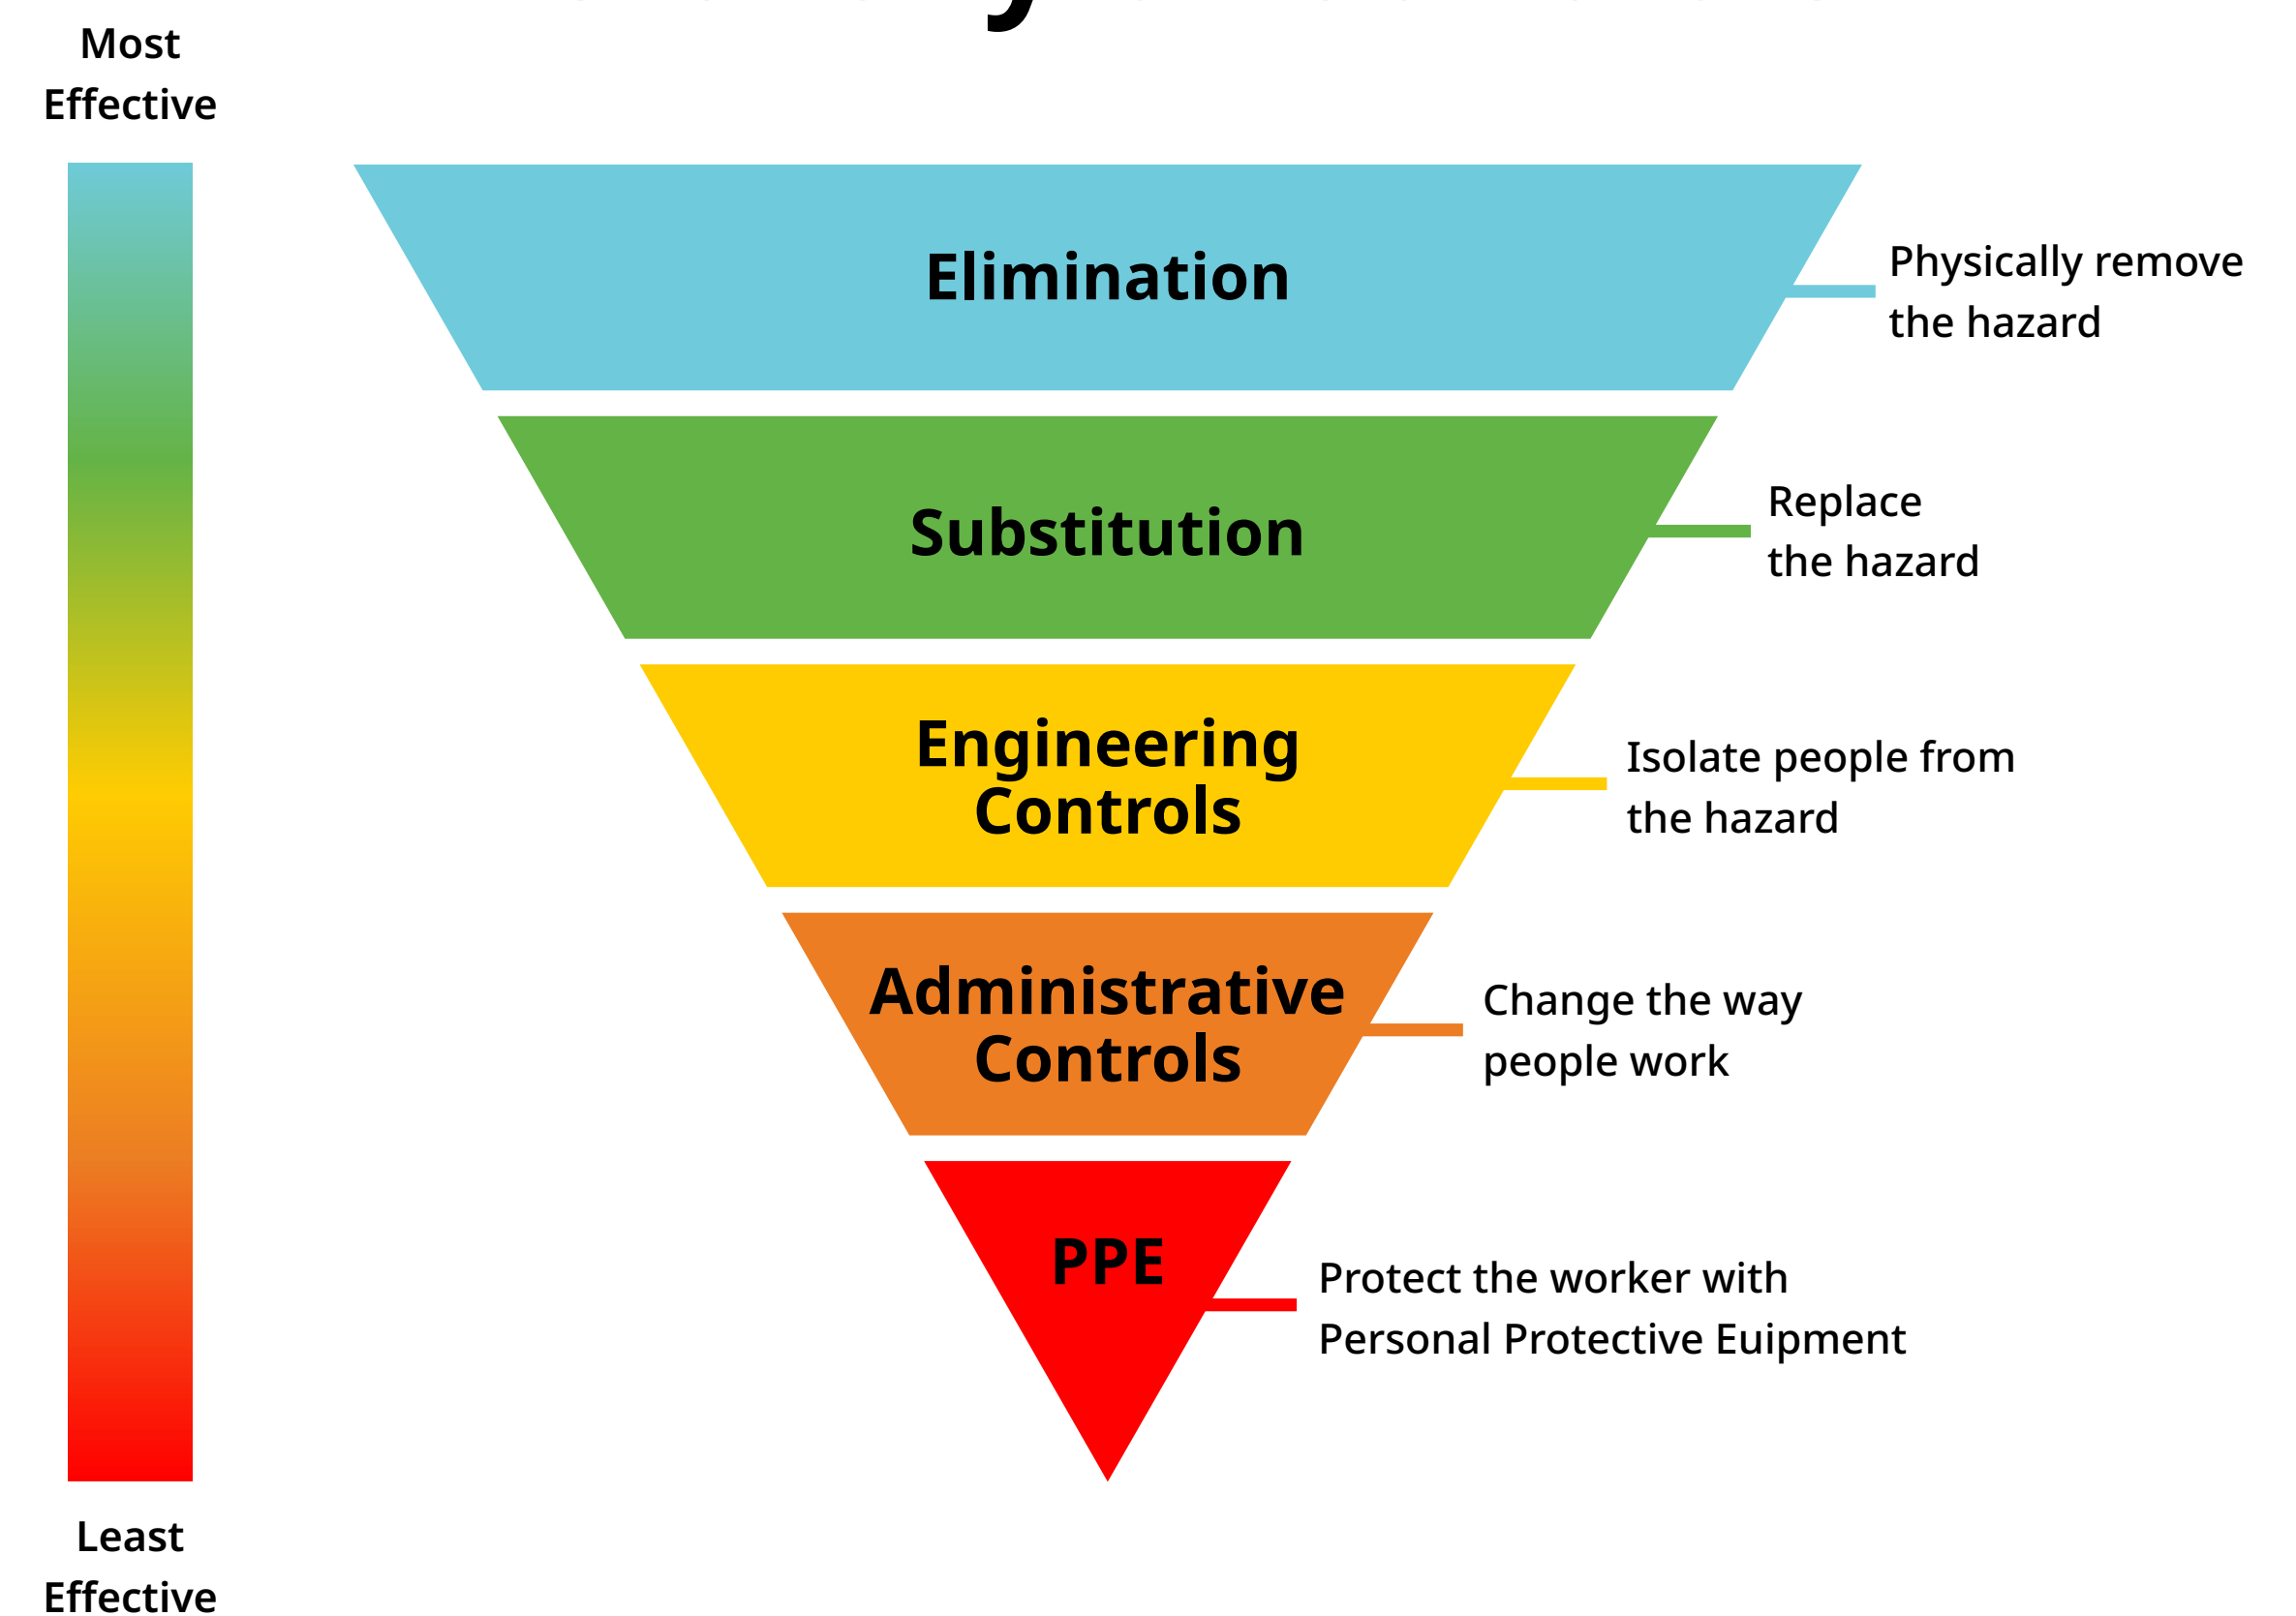 Most
Effective
Elimination
Physically remove
the hazard
Substitution
Replace
the hazard
Engineering
Controls
Isolate people from
the hazard
Administrative
Controls
Change the way
people work
PPE
Protect the worker with
Personal Protective Euipment
Least
Effective